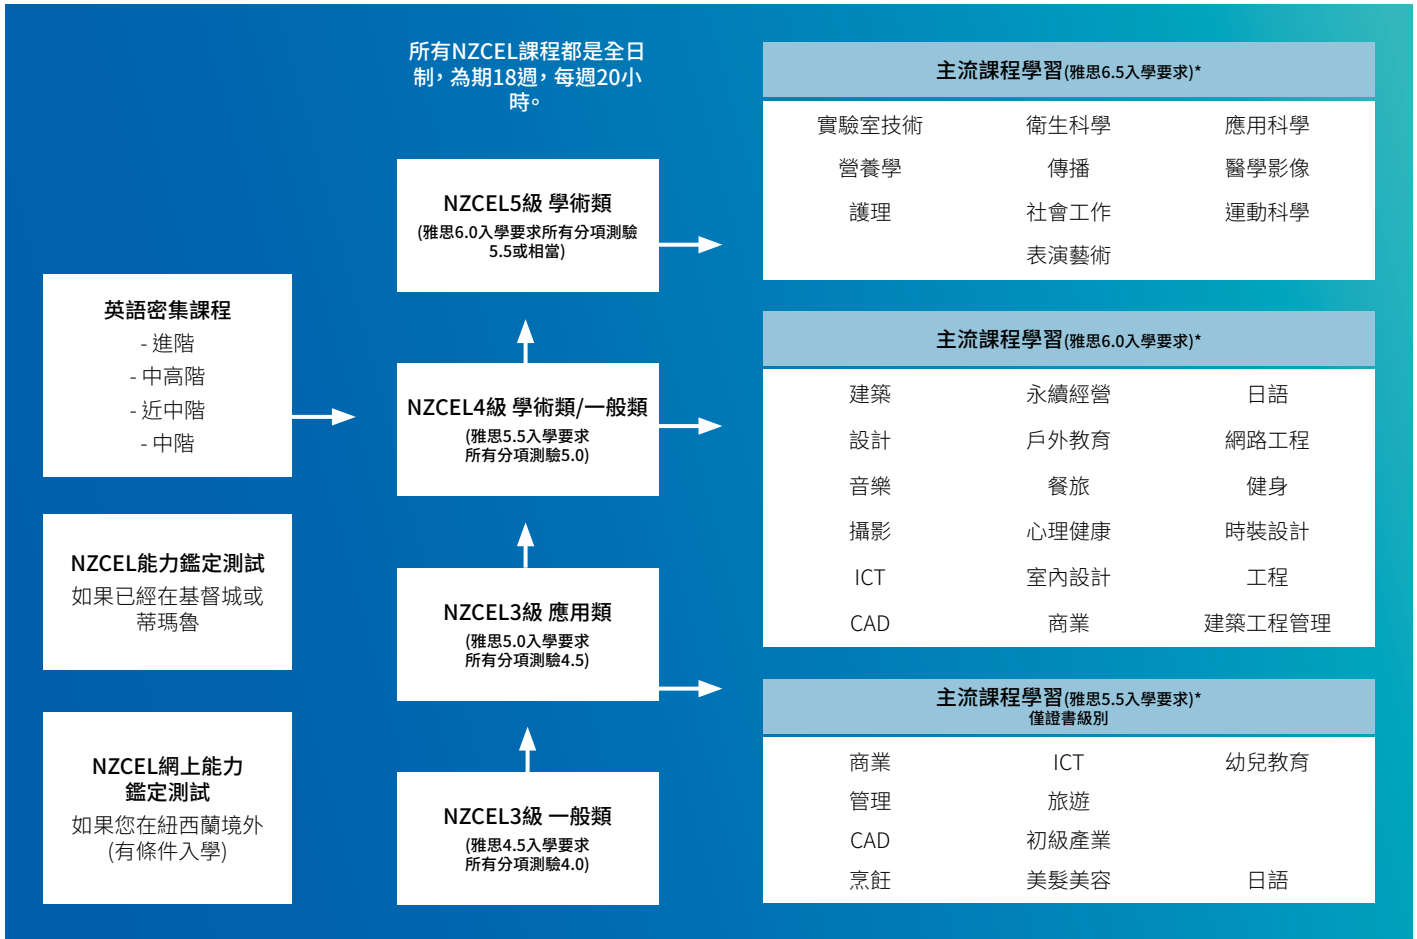 所有NZCEL課程都是全日
制，為期18週，每週20小
時。
英語密集課程
- 進階
- 中高階
- 近中階
- 中階
NZCEL能力鑑定測試
如果已經在基督城或
蒂瑪魯
NZCEL網上能力
鑑定測試
如果您在紐西蘭境外
(有條件入學)
NZCEL5級 學術類
(雅思6.0入學要求所有分項測驗
5.5或相當)
NZCEL4級 學術類/一般類
(雅思5.5入學要求
所有分項測驗5.0)
NZCEL3級 應用類
(雅思5.0入學要求
所有分項測驗4.5)
NZCEL3級 一般類
(雅思4.5入學要求
所有分項測驗4.0)
主流課程學習(雅思6.5入學要求)*
實驗室技術 衛生科學 應用科學
營養學 傳播 醫學影像
護理 社會工作 運動科學
表演藝術
主流課程學習(雅思6.0入學要求)*
建築 永續經營 日語
設計 戶外教育 網路工程
音樂 餐旅 健身
攝影 心理健康 時裝設計
ICT 室內設計 工程
CAD 商業 建築工程管理
主流課程學習(雅思5.5入學要求)*
僅證書級別
商業 ICT 幼兒教育
管理 旅遊
CAD 初級產業
烹飪 美髮美容 日語